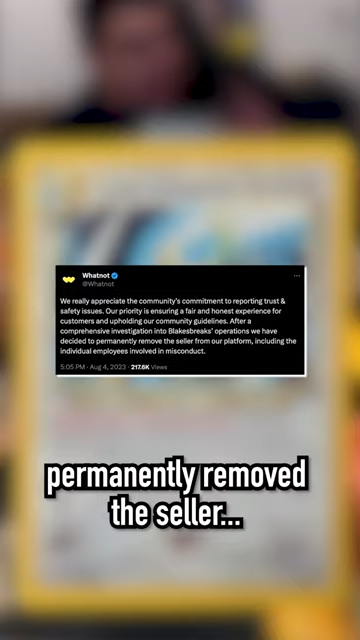 Whatnot
@Whatnot
We really appreciate the community's commitment to reporting trust &
safety issues. Our priority is ensuring a fair and honest experience for
customers and upholding our community guidelines. After a
comprehensive investigation into Blakesbreaks' operations we have
decided to permanently remove the seller from our platform, including the
individual employees involved in misconduct.
5:05 PM · Aug 4, 2023 · 217.6K Views
permanently removed
the seller...